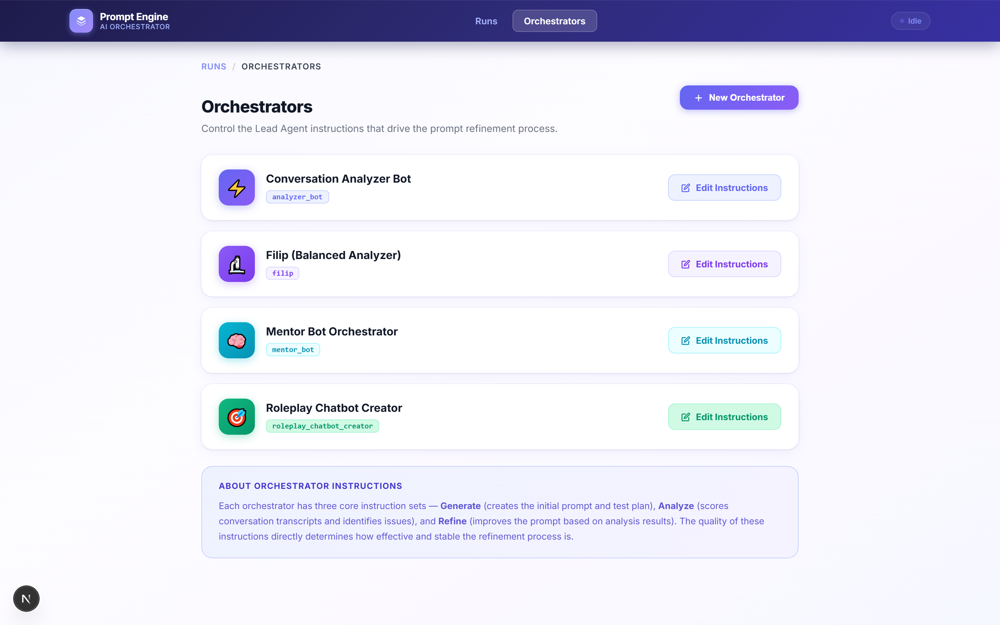 Prompt Engine
AI ORCHESTRATOR
Runs
Orchestrators
Idle
RUNS / ORCHESTRATORS
Orchestrators
+ New Orchestrator
Control the Lead Agent instructions that drive the prompt refinement process.
Conversation Analyzer Bot
analyzer_bot
Edit Instructions
Filip (Balanced Analyzer)
filip
Edit Instructions
Mentor Bot Orchestrator
mentor_bot
Edit Instructions
Roleplay Chatbot Creator
roleplay_chatbot_creator
Edit Instructions
ABOUT ORCHESTRATOR INSTRUCTIONS
Each orchestrator has three core instruction sets — Generate (creates the initial prompt and test plan), Analyze (scores
conversation transcripts and identifies issues), and Refine (improves the prompt based on analysis results). The quality of these
instructions directly determines how effective and stable the refinement process is.
N